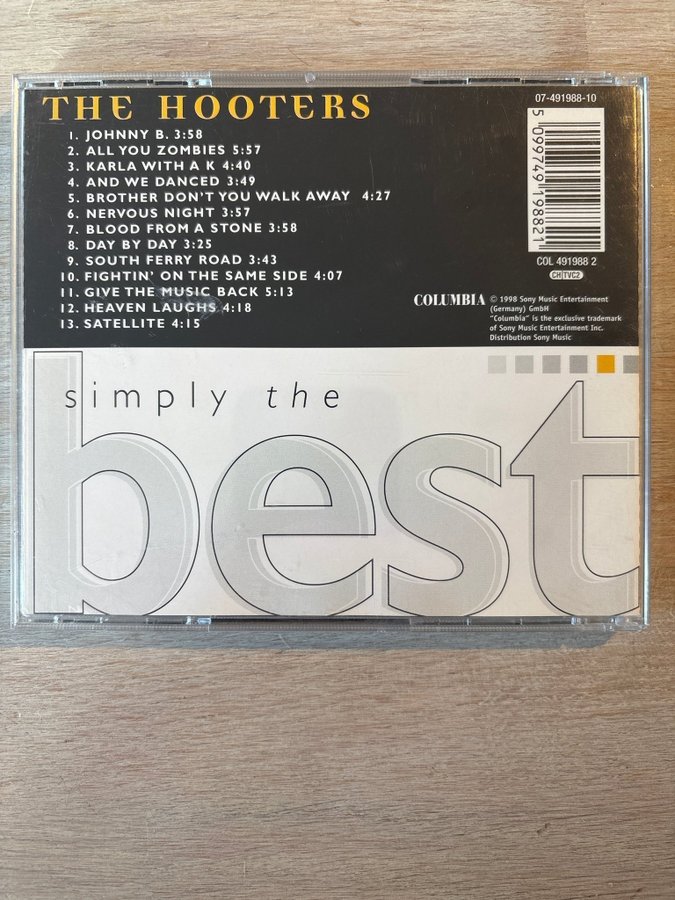 THE HOOTERS
1. JOHNNY B. 3:58
2. ALL YOU ZOMBIES 5:57
3. KARLA WITH A K 4:40
4. AND WE DANCED 3:49
5. BROTHER DON'T YOU WALK AWAY 4:27
6. NERVOUS NIGHT 3:57
7. BLOOD FROM A STONE 3:58
8. DAY BY DAY 3:25
9. SOUTH FERRY ROAD 3:43
10. FIGHTIN' ON THE SAME SIDE 4:07
11. GIVE THE MUSIC BACK 5:13
12. HEAVEN LAUGHS 4:18
13. SATELLITE 4:15
07-491988-10
5 099749 198821
COL 491988 2
CH|TVC2
COLUMBIA
© 1998 Sony Music Entertainment
(Germany) GmbH
"Columbia" is the exclusive trademark
of Sony Music Entertainment Inc.
Distribution Sony Music
simply the
best